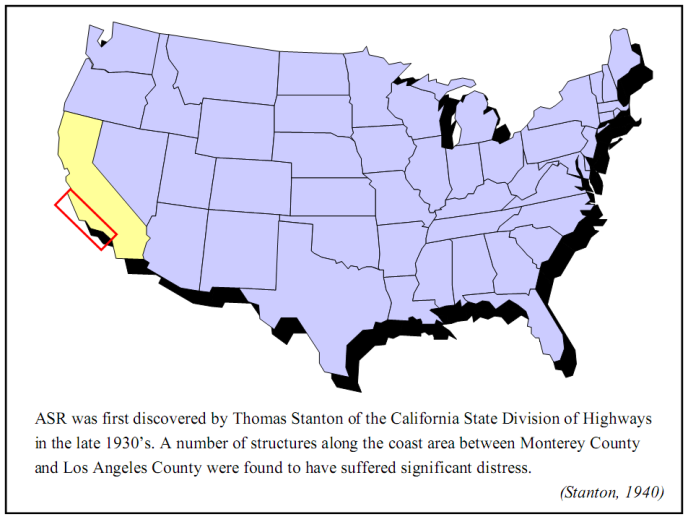 ASR was first discovered by Thomas Stanton of the California State Division of Highways
in the late 1930's. A number of structures along the coast area between Monterey County
and Los Angeles County were found to have suffered significant distress.
(Stanton, 1940)